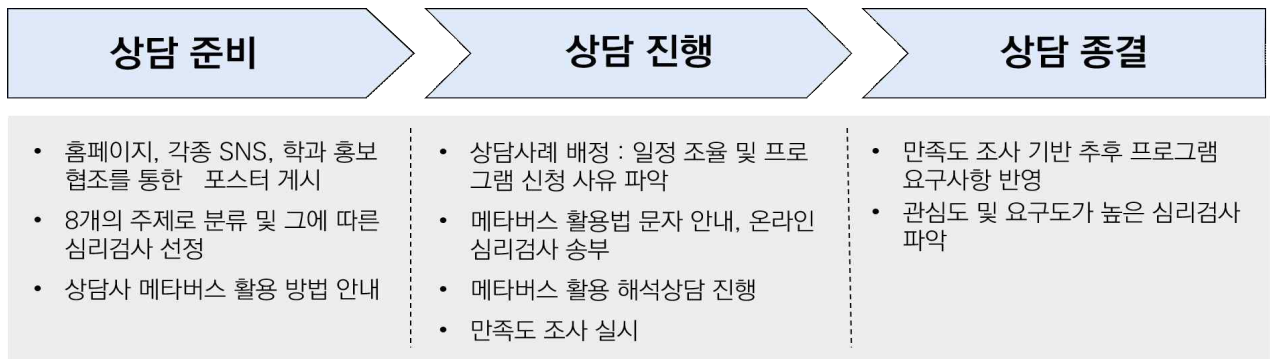 상담 준비
상담 진행
상담 종결
• 홈페이지, 각종 SNS, 학과 홍보
협조를 통한 포스터 게시
• 8개의 주제로 분류 및 그에 따른
심리검사 선정
• 상담사 메타버스 활용 방법 안내
• 상담사례 배정 : 일정 조율 및 프로
그램 신청 사유 파악
• 메타버스 활용법 문자 안내, 온라인
심리검사 송부
• 메타버스 활용 해석상담 진행
• 만족도 조사 실시
• 만족도 조사 기반 추후 프로그램
요구사항 반영
• 관심도 및 요구도가 높은 심리검사
파악